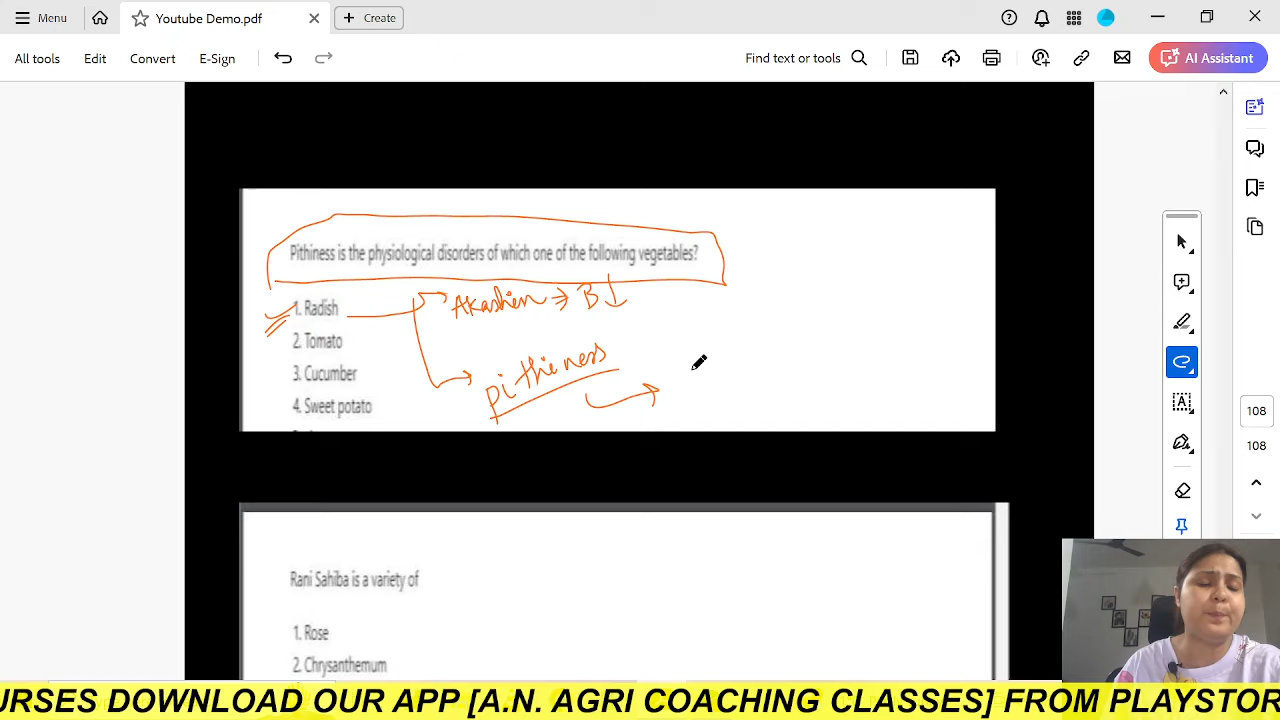 Menu
Youtube Demo.pdf
Create
All tools
Edit
Convert
E-Sign
Find text or tools
AI Assistant
Pithiness is the physiological disorders of which one of the following vegetables?
1. Radish
Akashin → B↓
2. Tomato
pithieness
3. Cucumber
4. Sweet potato
108
108
Rani Sahiba is a variety of
1. Rose
2. Chrysanthemum
URSES DOWNLOAD OUR APP [A.N. AGRI COACHING CLASSES] FROM PLAYSTOR